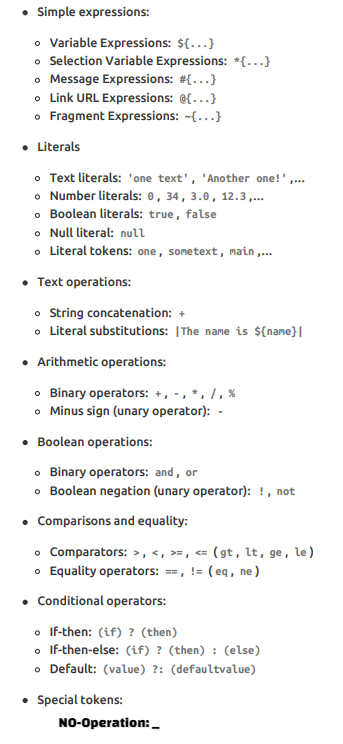 Simple expressions:
Variable Expressions: ${...}
Selection Variable Expressions: *{...}
Message Expressions: #{...}
Link URL Expressions: @{...}
Fragment Expressions: ~{...}
Literals
Text literals: 'one text', 'Another one!',...
Number literals: 0, 34, 3.0, 12.3,...
Boolean literals: true, false
Null literal: null
Literal tokens: one, sometext, main,...
Text operations:
String concatenation: +
Literal substitutions: |The name is ${name}|
Arithmetic operations:
Binary operators: +, -, *, /, %
Minus sign (unary operator): -
Boolean operations:
Binary operators: and, or
Boolean negation (unary operator): !, not
Comparisons and equality:
Comparators: >, <, >=, <= (gt, lt, ge, le)
Equality operators: ==, != (eq, ne)
Conditional operators:
If-then: (if) ? (then)
If-then-else: (if) ? (then) : (else)
Default: (value) ?: (defaultvalue)
Special tokens:
NO-Operation: _